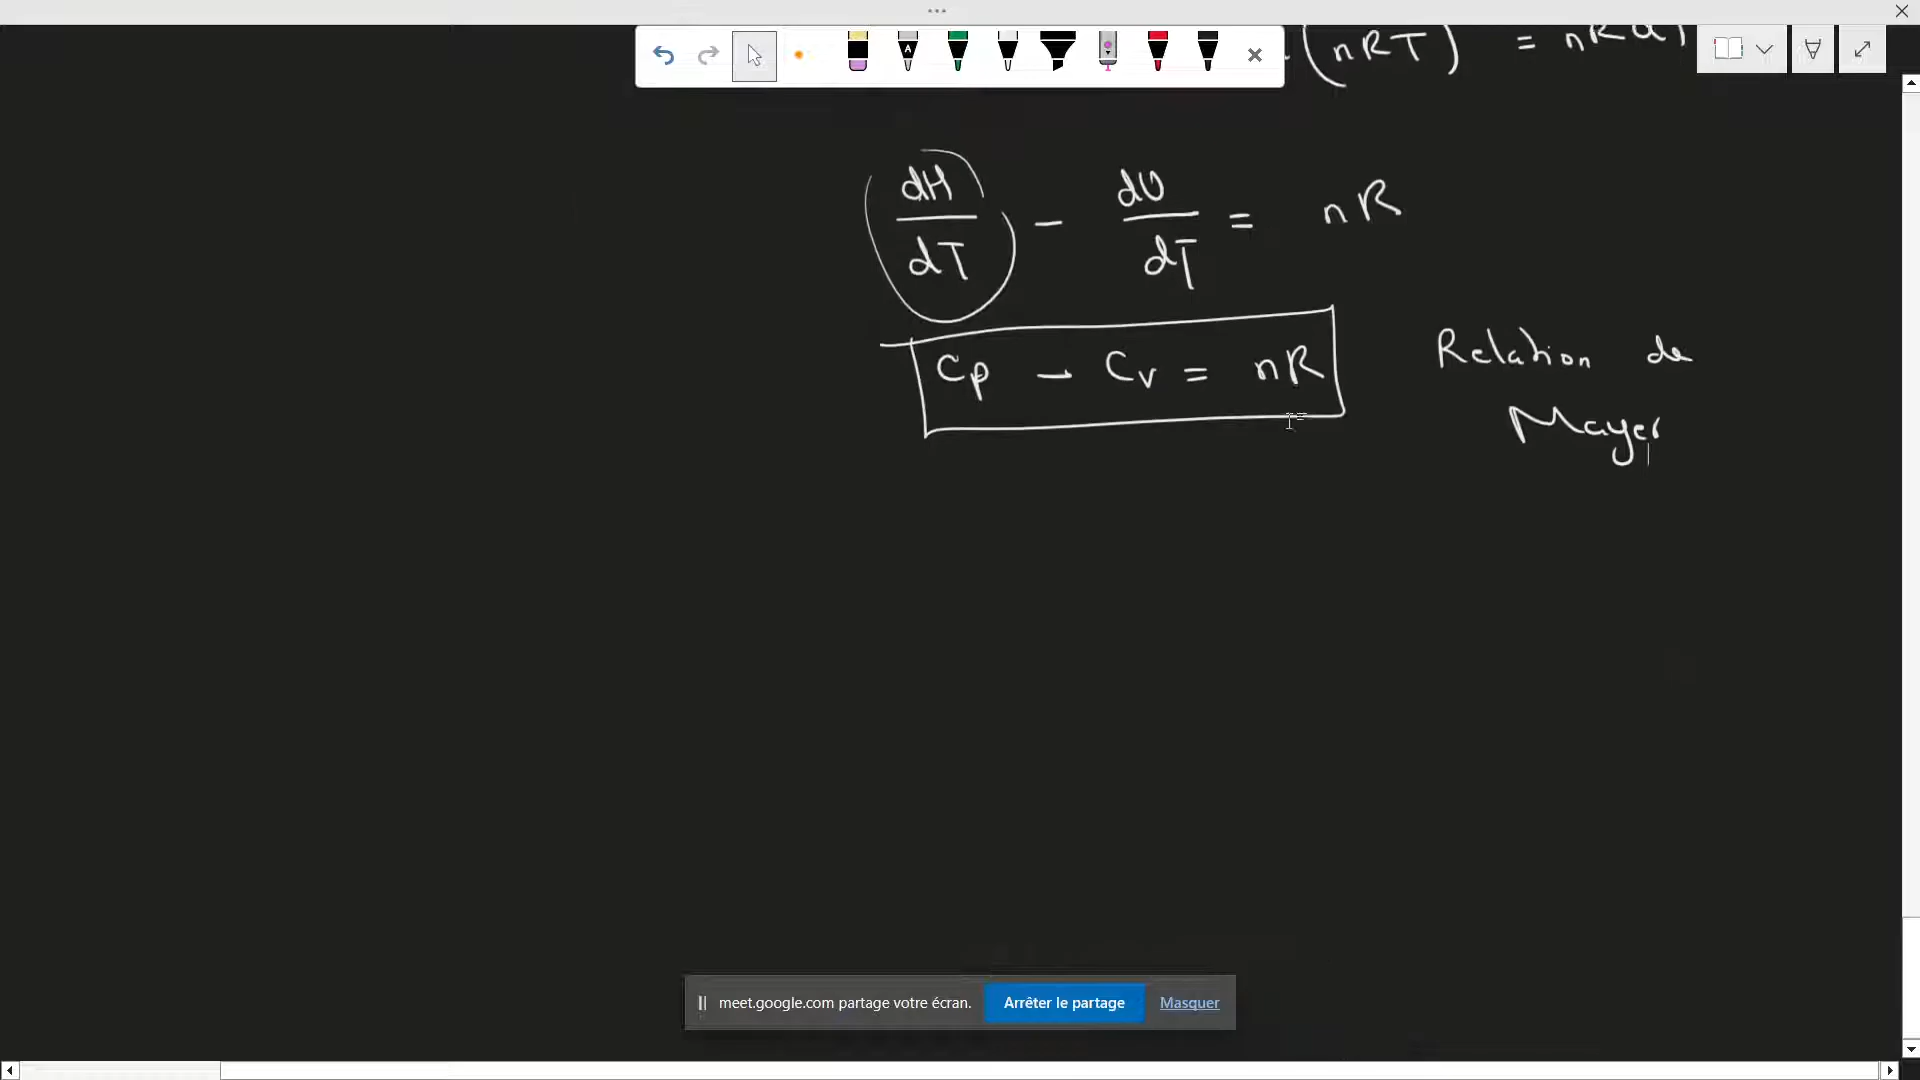 (nRT) = nRdT
dH/dT - dU/dT = nR
Cp - Cv = nR
Relation de
Mayer
meet.google.com partage votre écran. Arrêter le partage Masquer